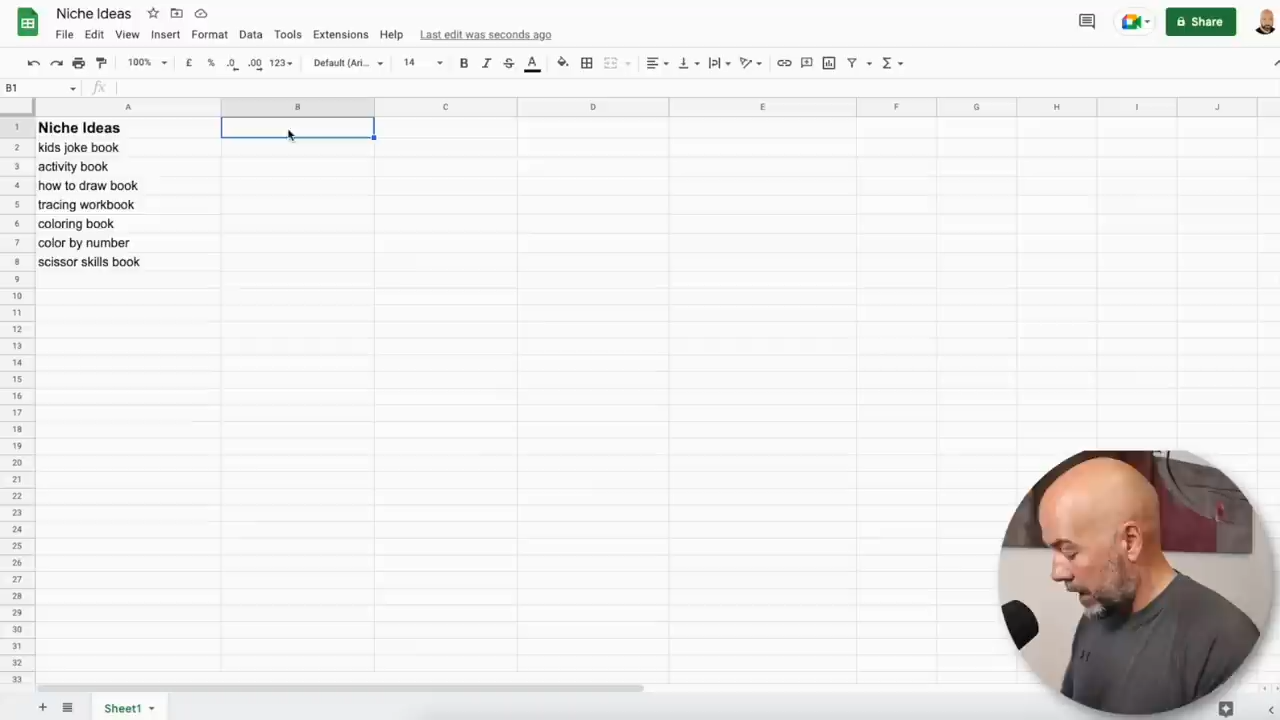 Niche Ideas
File Edit View Insert Format Data Tools Extensions Help Last edit was seconds ago
Share
100% £ % .0 .00 123 Default (Ari... 14 B I S A
B1 fx
A B C D E F G H I J
1 Niche Ideas
2 kids joke book
3 activity book
4 how to draw book
5 tracing workbook
6 coloring book
7 color by number
8 scissor skills book
9
10
11
12
13
14
15
16
17
18
19
20
21
22
23
24
25
26
27
28
29
30
31
32
33
Sheet1